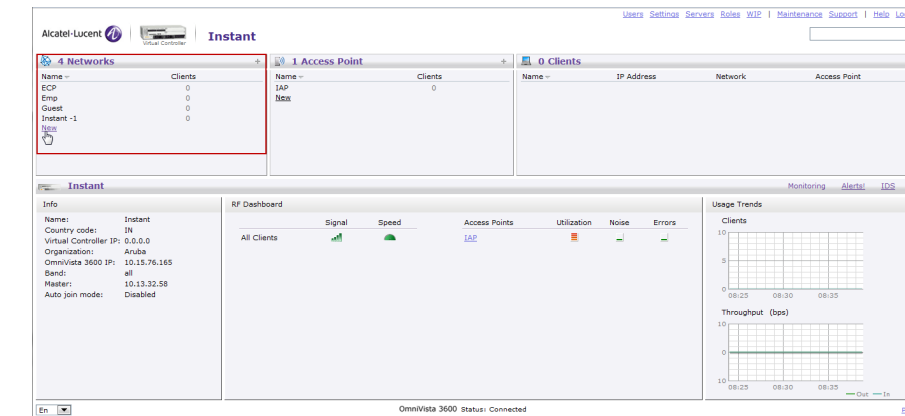 Users Settings Servers Roles WIP | Maintenance Support | Help
Alcatel-Lucent Virtual Controller Instant
4 Networks +
Name Clients
ECP 0
Emp 0
Guest 0
Instant -1 0
New
1 Access Point +
Name Clients
IAP 0
New
0 Clients
Name IP Address Network Access Point
Instant Monitoring Alerts! IDS
Info
Name: Instant
Country code: IN
Virtual Controller IP: 0.0.0.0
Organization: Aruba
OmniVista 3600 IP: 10.15.76.165
Band: all
Master: 10.13.32.58
Auto join mode: Disabled
RF Dashboard
Signal Speed Access Points Utilization Noise Errors
All Clients IAP
Usage Trends
Clients
10
5
0
08:25 08:30 08:35
Throughput (bps)
10
0
10
08:25 08:30 08:35
Out In
En OmniVista 3600 Status: Connected